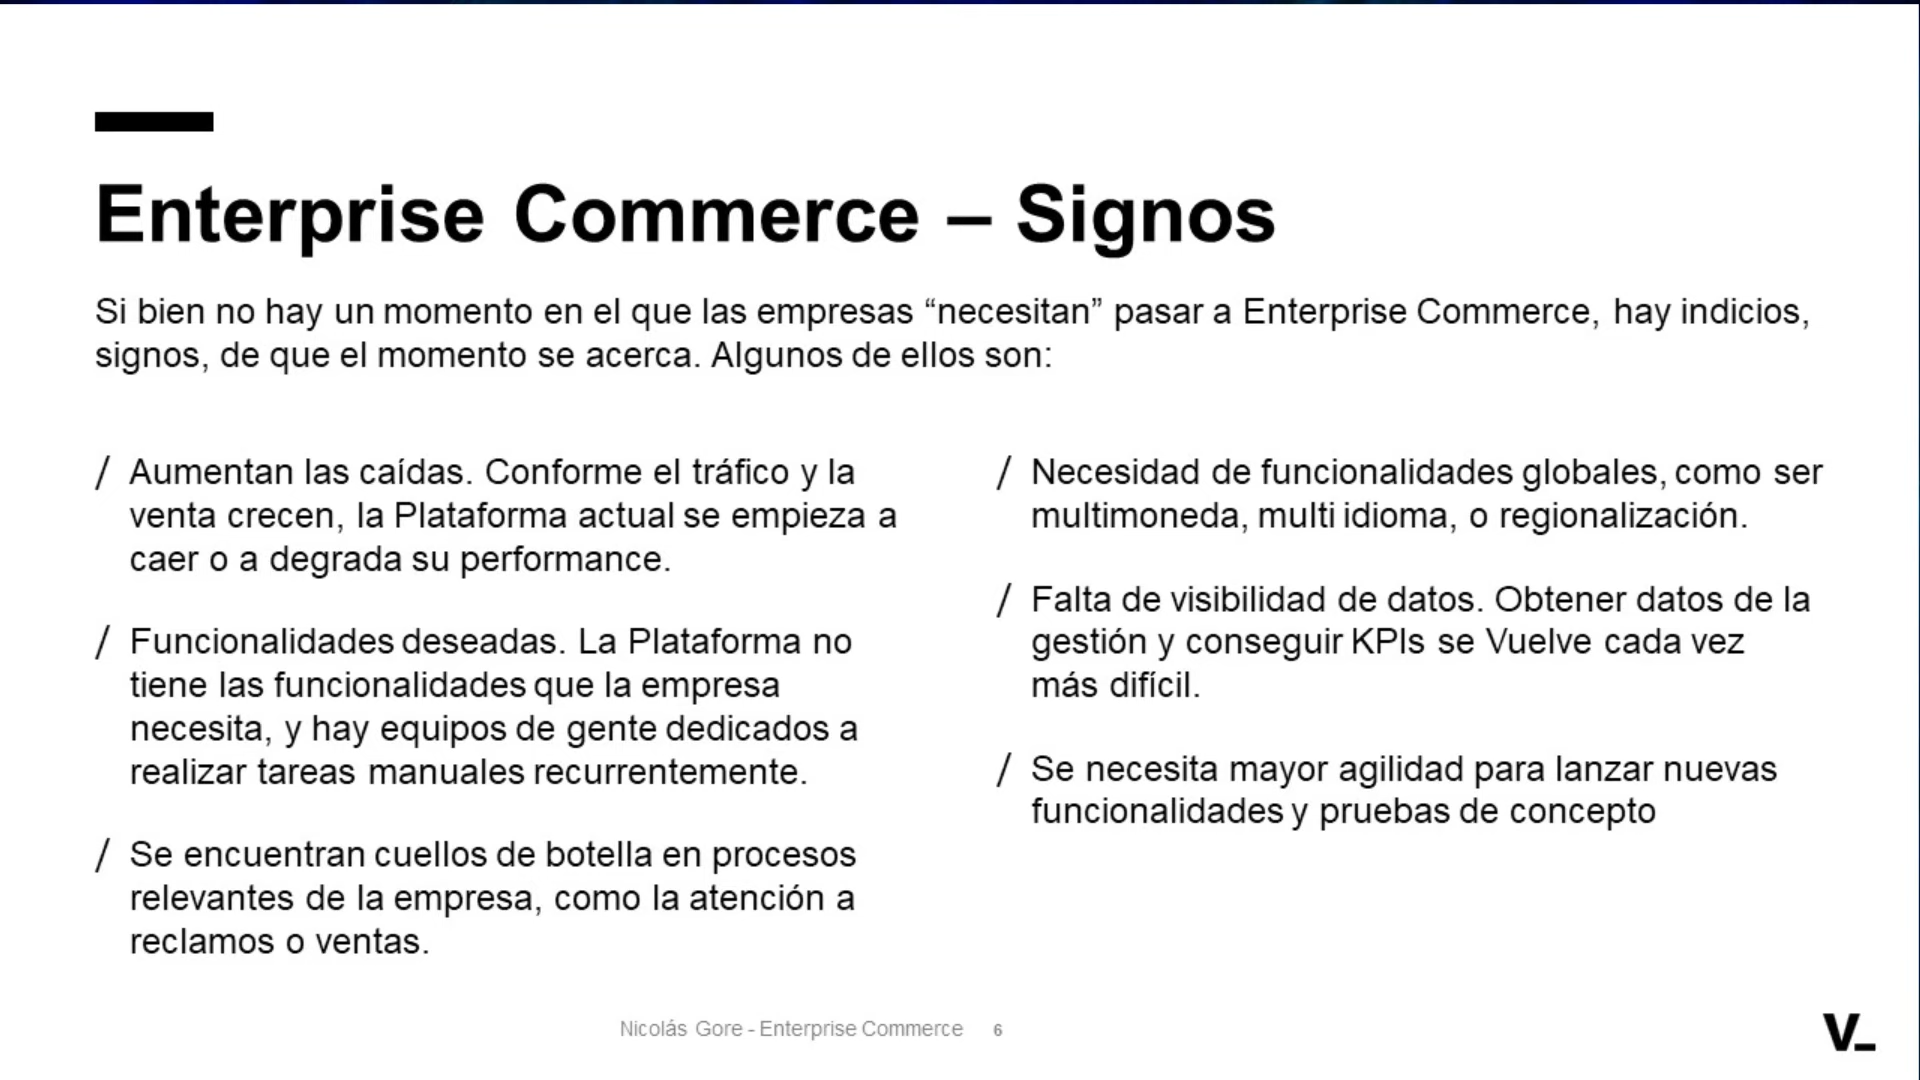 Enterprise Commerce – Signos
Si bien no hay un momento en el que las empresas “necesitan” pasar a Enterprise Commerce, hay indicios,
signos, de que el momento se acerca. Algunos de ellos son:
/ Aumentan las caídas. Conforme el tráfico y la
venta crecen, la Plataforma actual se empieza a
caer o a degrada su performance.
/ Funcionalidades deseadas. La Plataforma no
tiene las funcionalidades que la empresa
necesita, y hay equipos de gente dedicados a
realizar tareas manuales recurrentemente.
/ Se encuentran cuellos de botella en procesos
relevantes de la empresa, como la atención a
reclamos o ventas.
/ Necesidad de funcionalidades globales, como ser
multimoneda, multi idioma, o regionalización.
/ Falta de visibilidad de datos. Obtener datos de la
gestión y conseguir KPIs se Vuelve cada vez
más difícil.
/ Se necesita mayor agilidad para lanzar nuevas
funcionalidades y pruebas de concepto
Nicolás Gore - Enterprise Commerce 6
V_